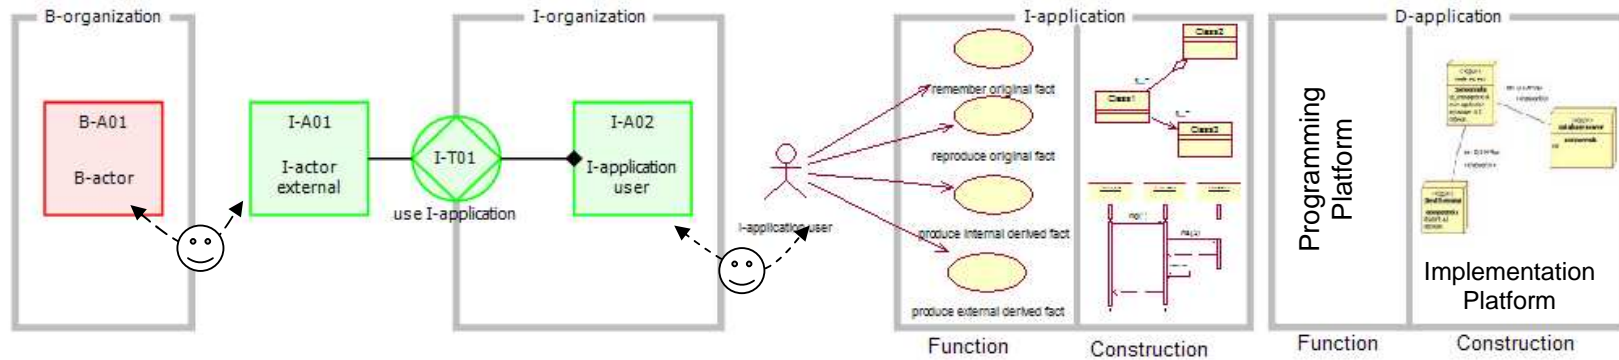 B-organization
I-organization
I-application
D-application
B-A01
B-actor
I-A01
I-actor
external
I-T01
use I-application
I-A02
I-application
user
I-application user
remember original fact
reproduce original fact
produce internal derived fact
produce external derived fact
Class2
Class1
Class3
Programming
Platform
Implementation
Platform
Function
Construction
Function
Construction